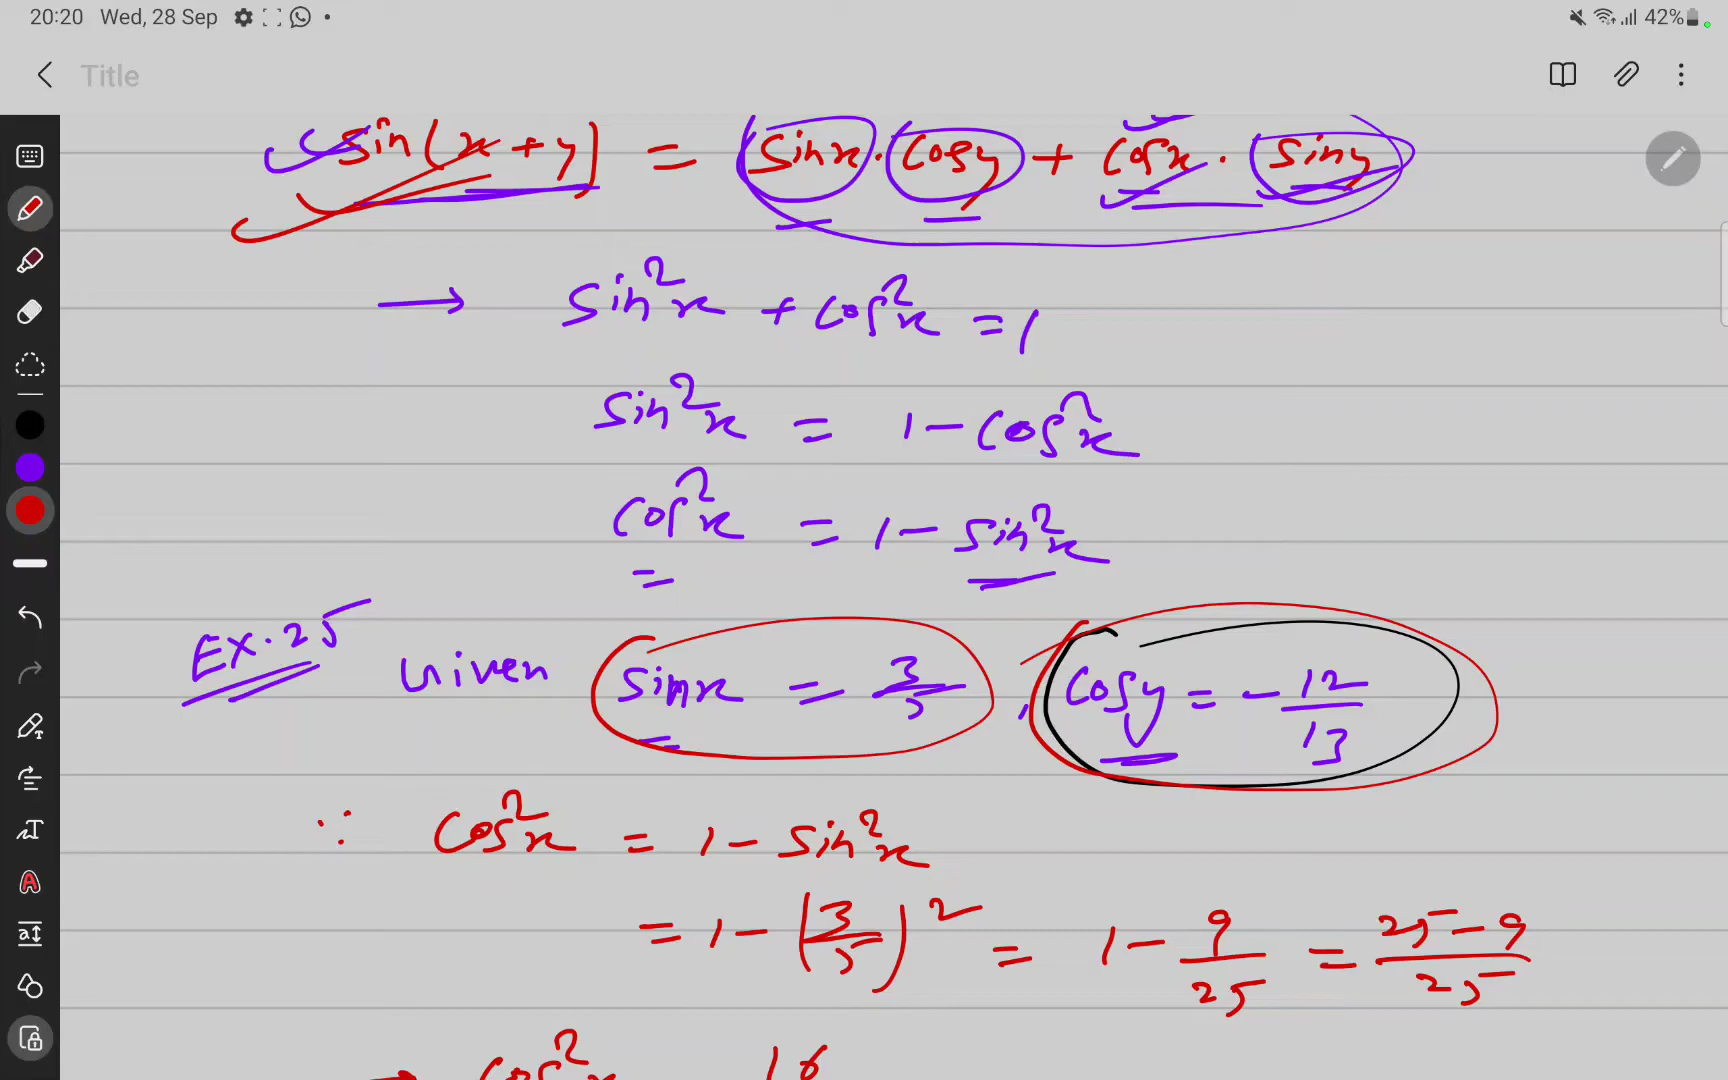 20:20 Wed, 28 Sep 42%
Title
sin(x+y) = sinx.cosy + cosx.siny
→ sin²x + cos²x = 1
sin²x = 1 - cos²x
cos²x = 1 - sin²x
EX.25 Given sinx = 3/5, cosy = -12/13
∵ cos²x = 1 - sin²x
= 1 - (3/5)² = 1 - 9/25 = 25-9/25
→ cos²x 16